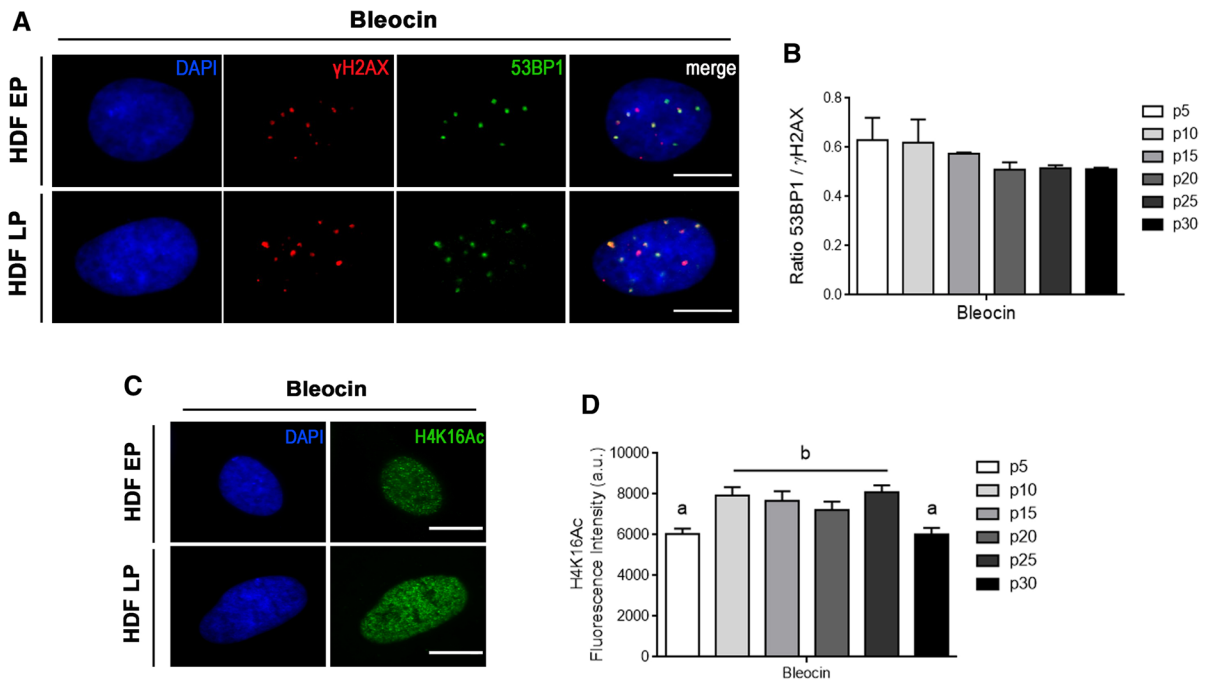 A
Bleocin
HDF EP
DAPI
γH2AX
53BP1
merge
HDF LP
B
Ratio 53BP1 / γH2AX
0.8
0.6
0.4
0.2
0.0
Bleocin
p5
p10
p15
p20
p25
p30
C
Bleocin
HDF EP
DAPI
H4K16Ac
HDF LP
D
H4K16Ac
Fluorescence Intensity (a.u.)
10000
8000
6000
4000
2000
0
a
b
a
Bleocin
p5
p10
p15
p20
p25
p30